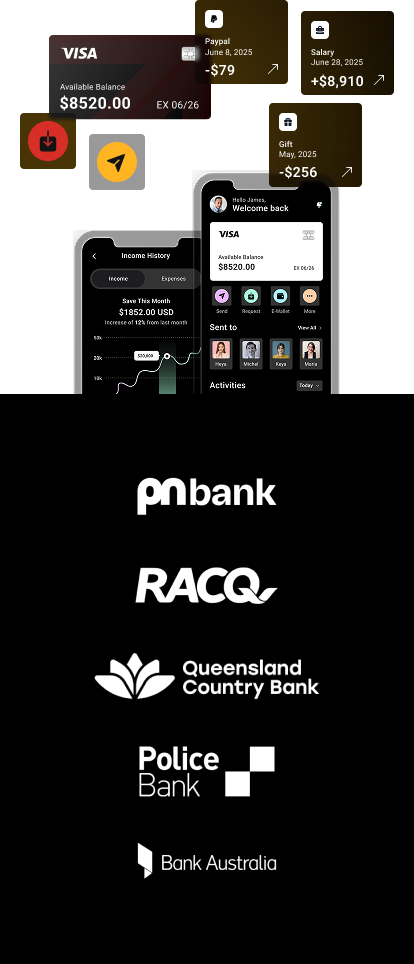 Paypal
June 8, 2025
-$79
Salary
June 28, 2025
+$8,910
VISA
Available Balance
$8520.00
EX 06/26
Gift
May, 2025
-$256
Hello James,
Welcome back
VISA
Available Balance
$8520.00
EX 06/26
Send
Request
E-Wallet
More
Sent to
View All
Heya
Michel
Keya
Maria
Activities
Today
Income History
Income
Expenses
Save This Month
$1852.00 USD
Increase of 12% from last month
50k
$20,000
20k
10k
pnbank
RACQ
Queensland
Country Bank
Police
Bank
Bank Australia